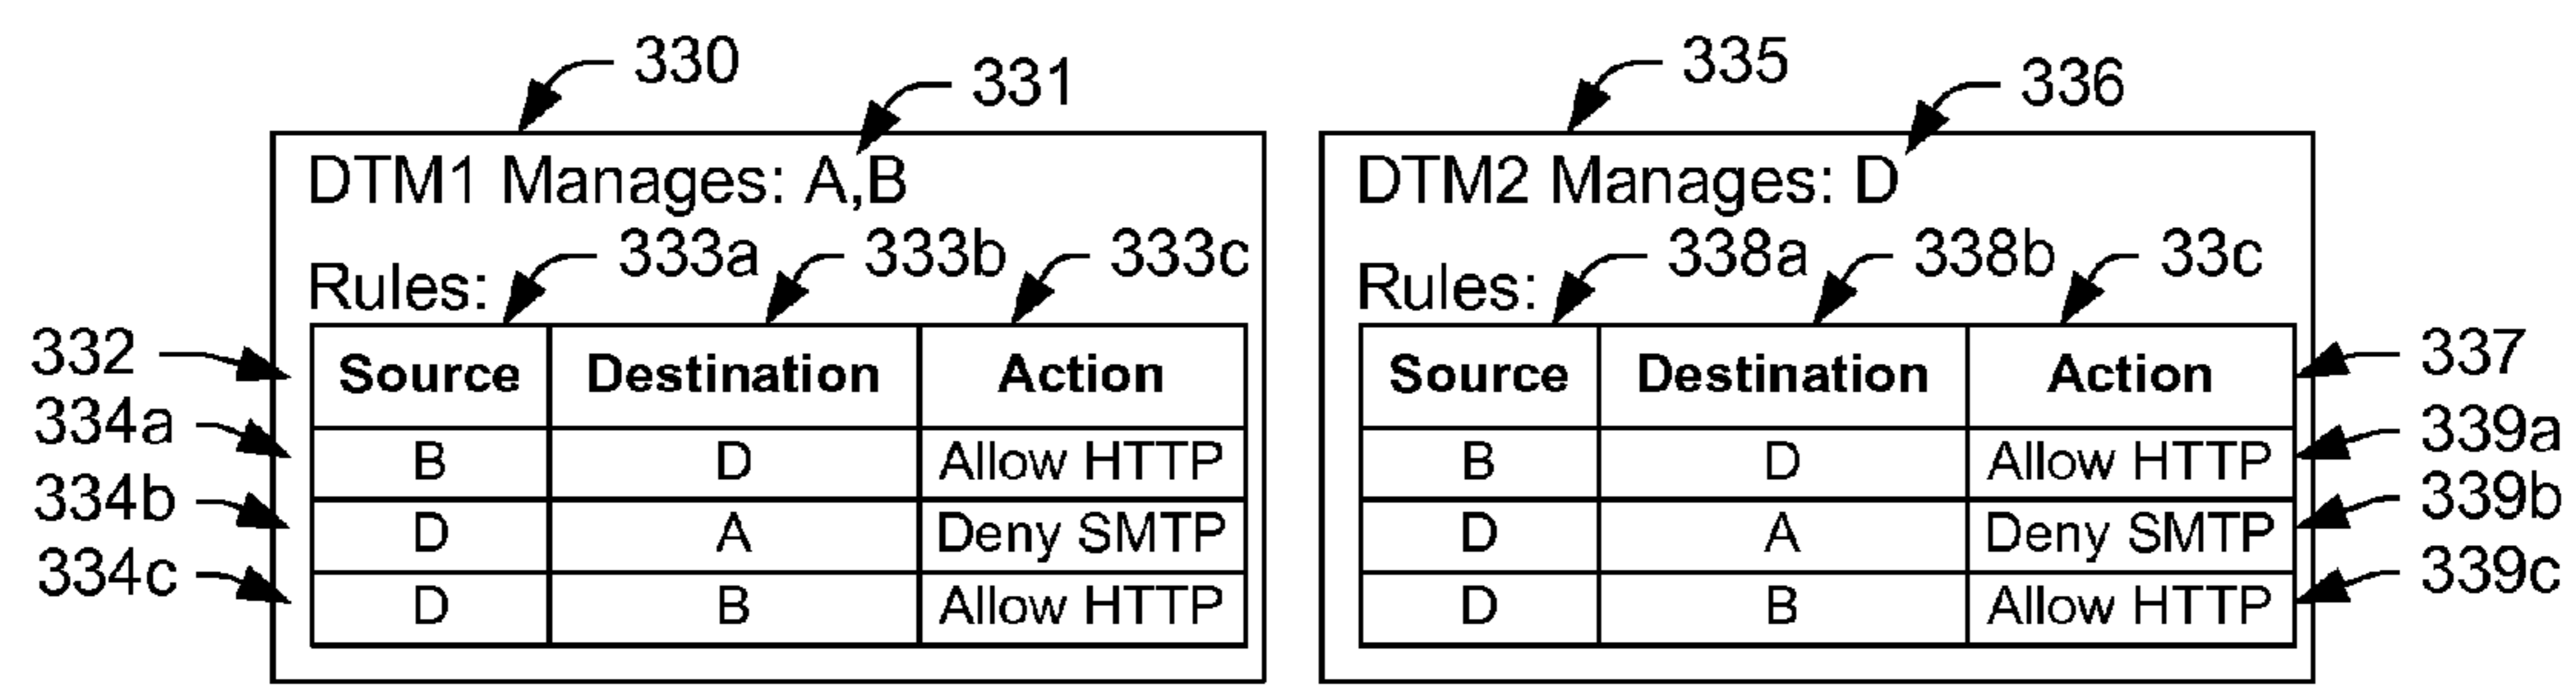 330 331
DTM1 Manages: A,B
333a 333b 333c
Rules:
332 Source Destination Action
334a B D Allow HTTP
334b D A Deny SMTP
334c D B Allow HTTP
335 336
DTM2 Manages: D
338a 338b 33c
Rules:
Source Destination Action 337
B D Allow HTTP 339a
D A Deny SMTP 339b
D B Allow HTTP 339c